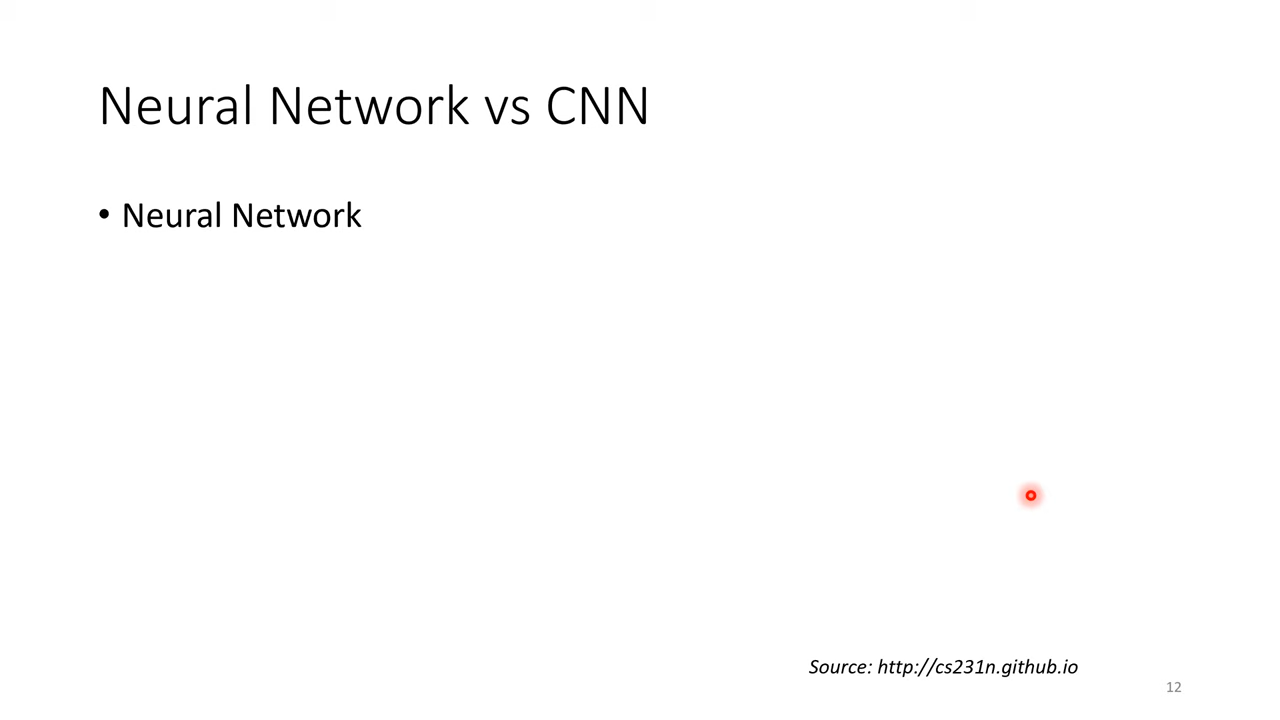 Neural Network vs CNN
• Neural Network
Source: http://cs231n.github.io
12